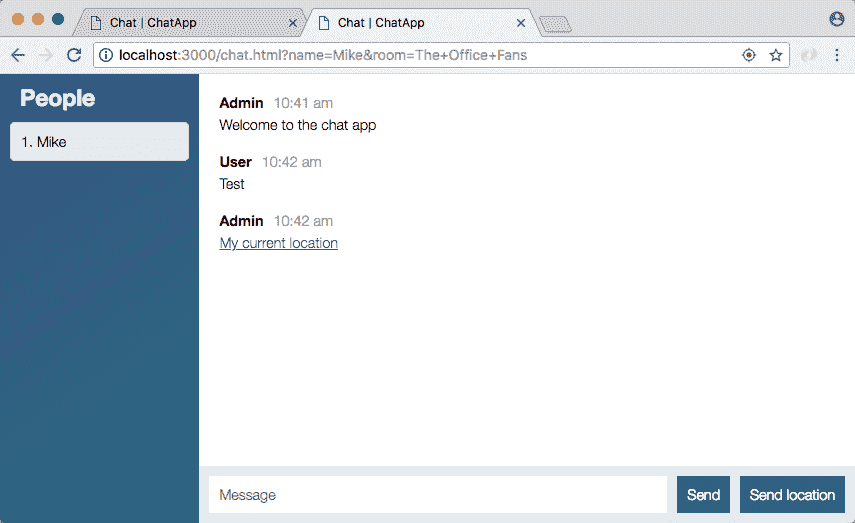 Chat | ChatApp
Chat | ChatApp
localhost:3000/chat.html?name=Mike&room=The+Office+Fans
People
1. Mike
Admin 10:41 am
Welcome to the chat app
User 10:42 am
Test
Admin 10:42 am
My current location
Message
Send
Send location